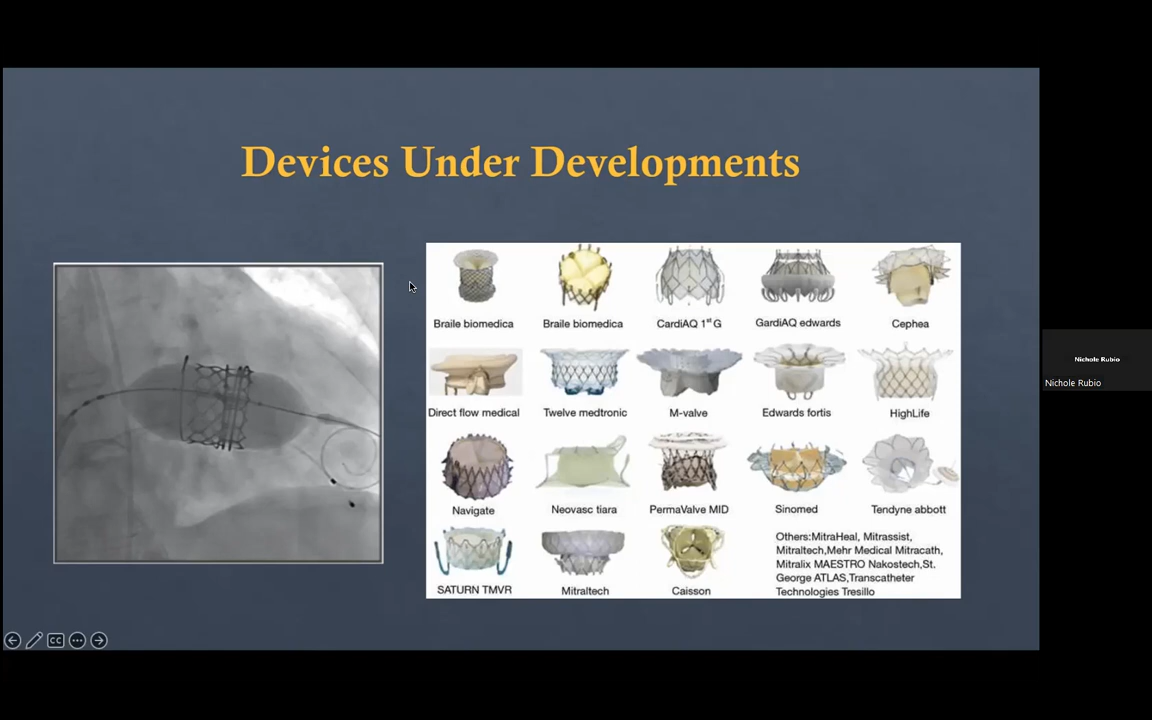 Devices Under Developments
Braile biomedica
Braile biomedica
CardiAQ 1st G
GardiAQ edwards
Cephea
Direct flow medical
Twelve medtronic
M-valve
Edwards fortis
HighLife
Navigate
Neovasc tiara
PermaValve MID
Sinomed
Tendyne abbott
SATURN TMVR
Mitraltech
Caisson
Others:MitraHeal, Mitrassist,
Mitraltech,Mehr Medical Mitracath,
Mitralix MAESTRO Nakostech,St.
George ATLAS,Transcatheter
Technologies Tresillo
Nichole Rubio
Nichole Rubio
CC